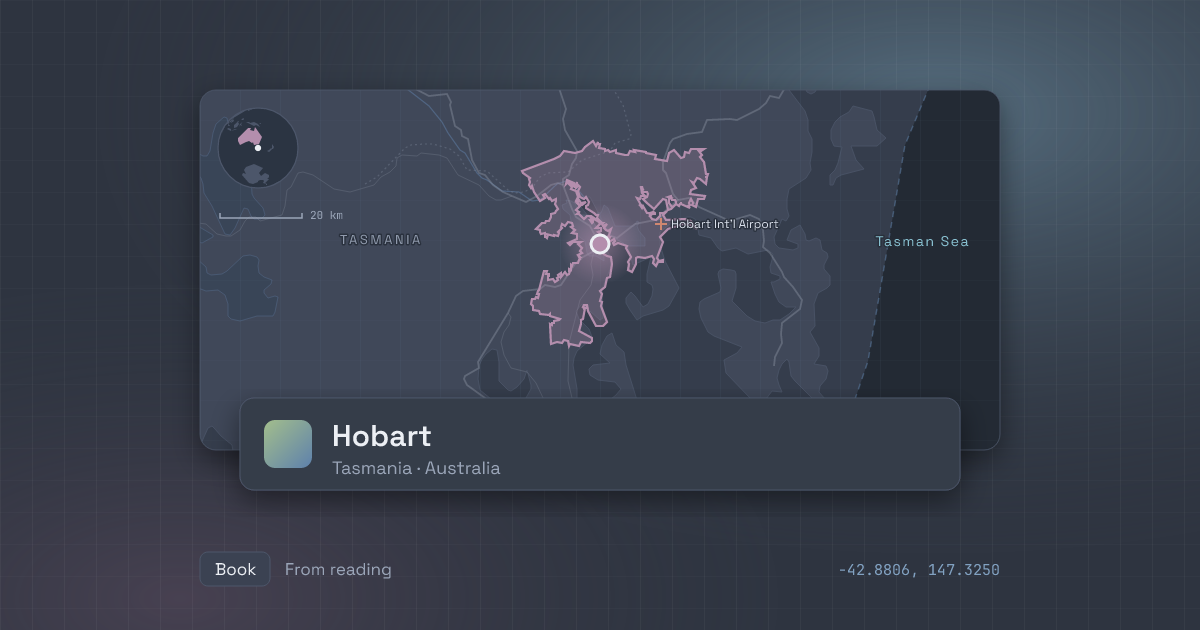 20 km
TASMANIA
Hobart Int'l Airport
Tasman Sea
Hobart
Tasmania · Australia
Book
From reading
-42.8806, 147.3250